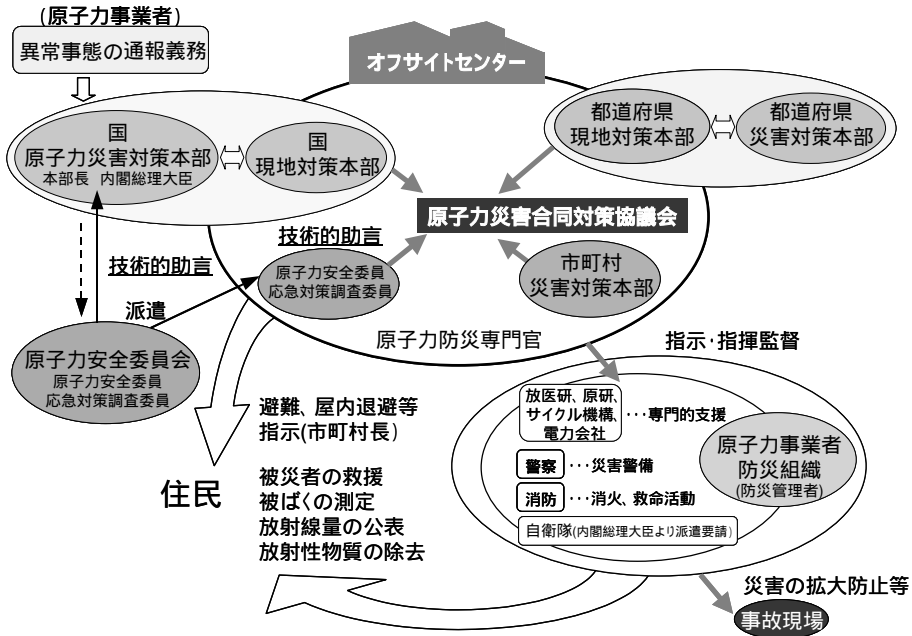 (原子力事業者)
異常事態の通報義務
オフサイトセンター
国
原子力災害対策本部
本部長 内閣総理大臣
国
現地対策本部
都道府県
現地対策本部
都道府県
災害対策本部
原子力災害合同対策協議会
技術的助言
技術的助言
派遣
原子力安全委員
応急対策調査委員
市町村
災害対策本部
原子力防災専門官
原子力安全委員会
原子力安全委員
応急対策調査委員
指示・指揮監督
避難、屋内退避等
指示(市町村長)
住民
被災者の救援
被ばくの測定
放射線量の公表
放射性物質の除去
放医研、原研、
サイクル機構、
電力会社
･･･専門的支援
警察 ･･･災害警備
消防 ･･･消火、救命活動
自衛隊(内閣総理大臣より派遣要請)
原子力事業者
防災組織
(防災管理者)
災害の拡大防止等
事故現場